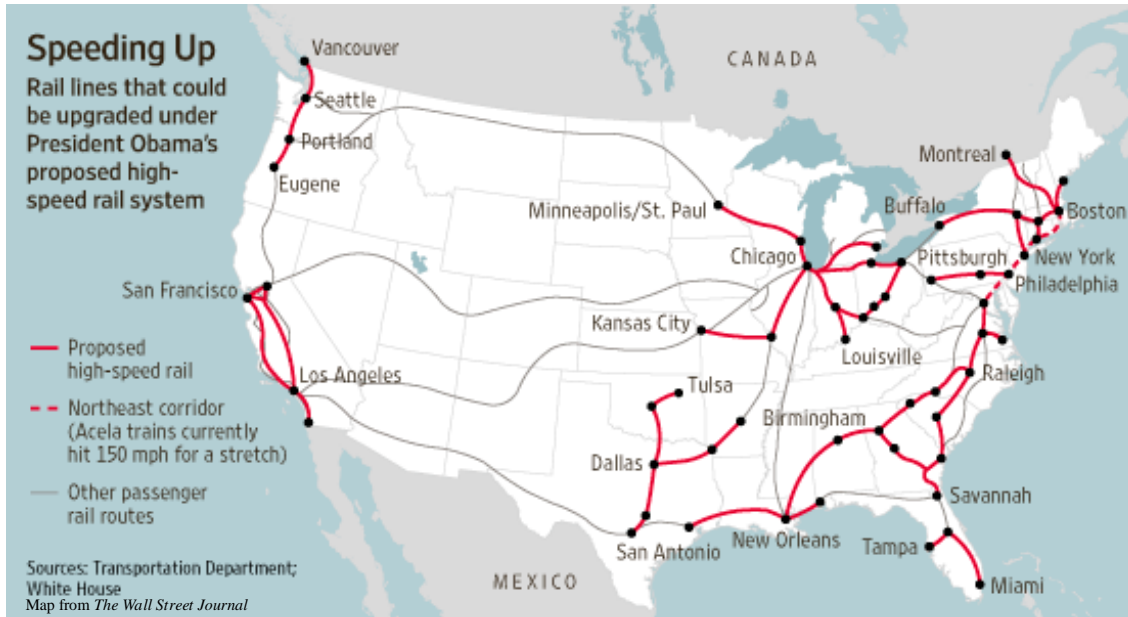 Speeding Up
Rail lines that could
be upgraded under
President Obama's
proposed high-
speed rail system
Vancouver
Seattle
Portland
Eugene
CANADA
Montreal
Minneapolis/St. Paul
Buffalo
Boston
Chicago
Pittsburgh
New York
Philadelphia
San Francisco
Kansas City
Louisville
Proposed
high-speed rail
Los Angeles
Tulsa
Raleigh
Northeast corridor
(Acela trains currently
hit 150 mph for a stretch)
Birmingham
Dallas
Other passenger
rail routes
Savannah
San Antonio
New Orleans
Tampa
Miami
MEXICO
Sources: Transportation Department;
White House
Map from The Wall Street Journal